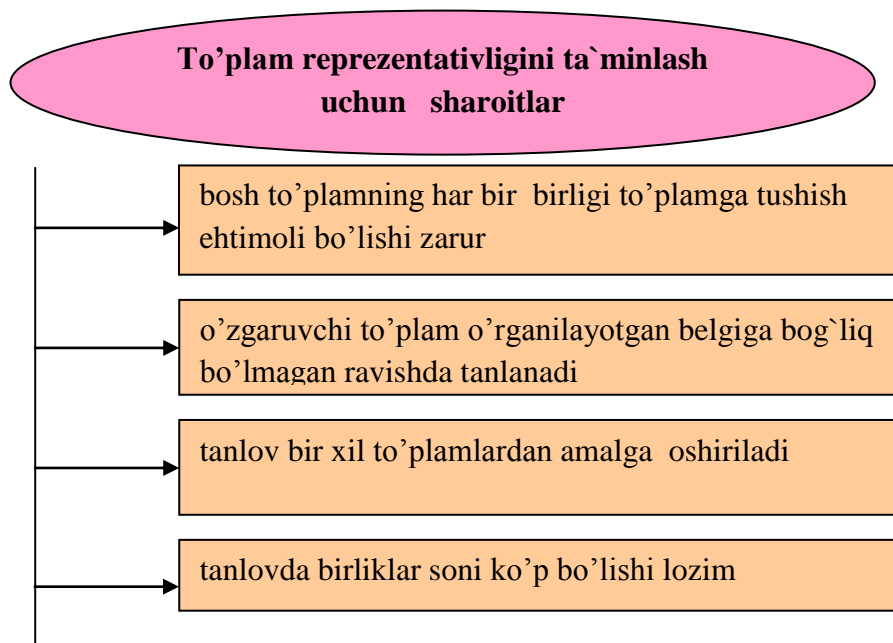 To’plam reprezentativligini ta`minlash
uchun sharoitlar
bosh to’plamning har bir birligi to’plamga tushish
ehtimoli bo’lishi zarur
o’zgaruvchi to’plam o’rganilayotgan belgiga bog`liq
bo’lmagan ravishda tanlanadi
tanlov bir xil to’plamlardan amalga oshiriladi
tanlovda birliklar soni ko’p bo’lishi lozim